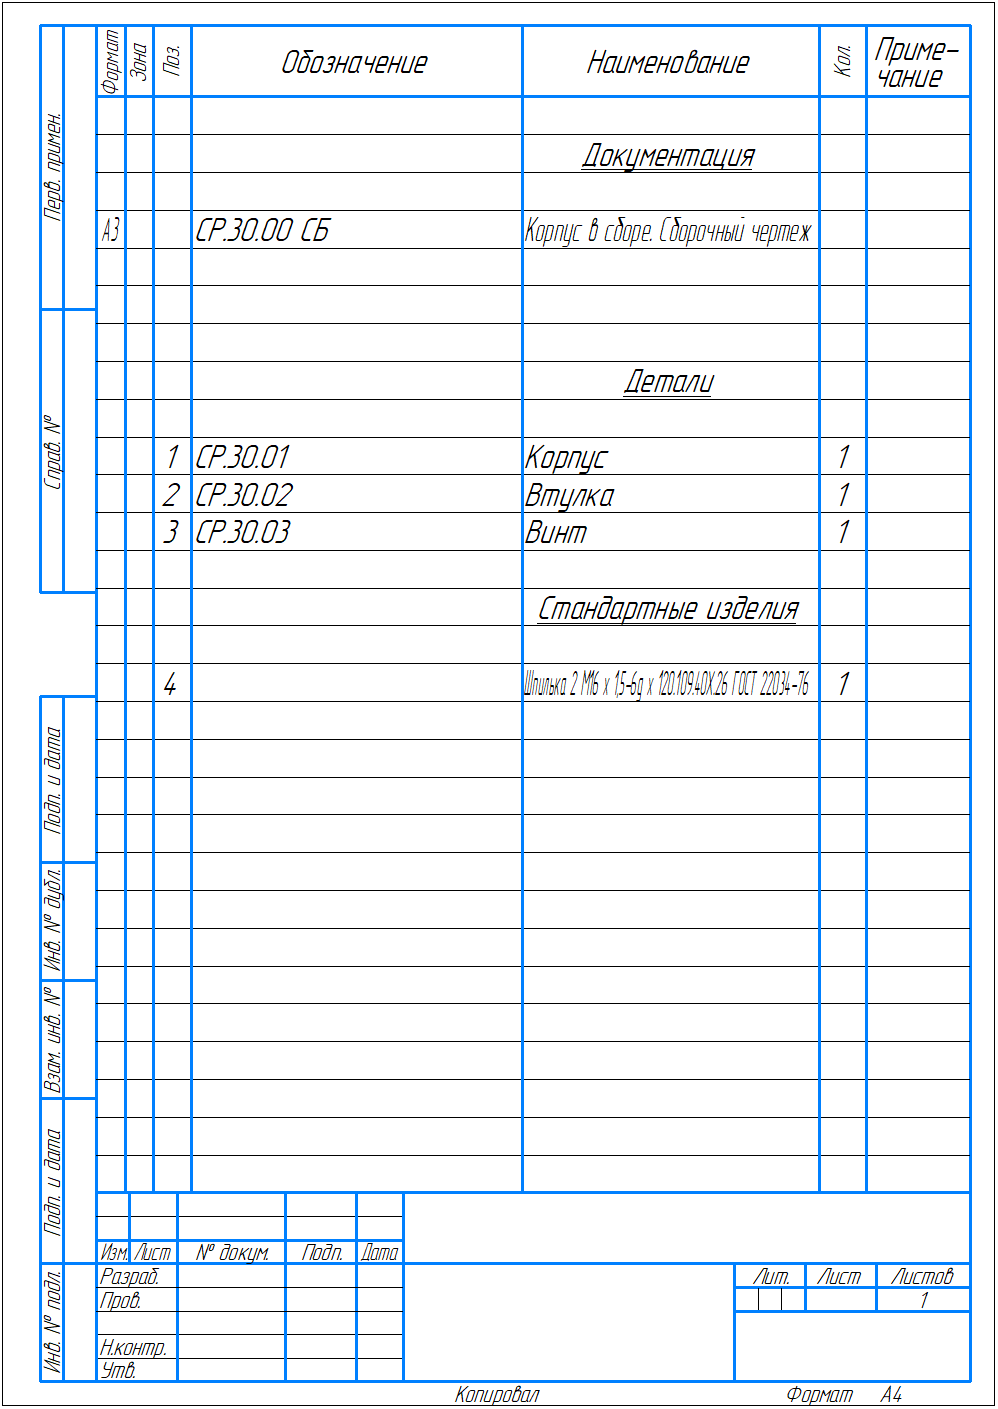 Формат Зона Поз. Обозначение Наименование Кол. Приме-
чание
Документация
А3 СР.30.00 СБ Корпус в сборе. Сборочный чертеж
Детали
1 СР.30.01 Корпус 1
2 СР.30.02 Втулка 1
3 СР.30.03 Винт 1
Стандартные изделия
4 Шпилька 2 М16 х 1,5-6g х 120.109.40Х.26 ГОСТ 22034-76 1
Перв. примен.
Справ. №
Подп. и дата
Инв. № дубл.
Взам. инв. №
Подп. и дата
Инв. № подл.
Изм. Лист № докум. Подп. Дата
Разраб.
Пров.
Н.контр.
Утв.
Лит. Лист Листов
1
Копировал Формат А4